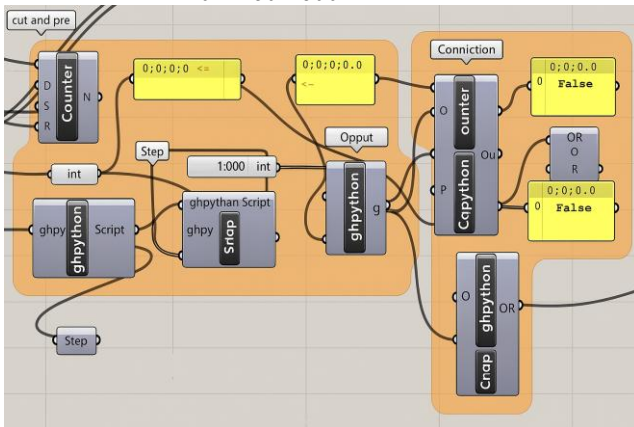 cut and pre
D
S
R
Counter
N
0;0;0;0 <=
0;0;0;0.0
<-
Conniction
O
P
ounter
Cqpython
Ou
0;0;0.0
0 False
OR
O
R
0;0;0.0
0 False
int
Step
1:000 int
Opput
ghpython
g
ghpy
ghpython
Script
ghpythan Script
ghpy
Srlap
O
ghpython
Cnap
OR
Step